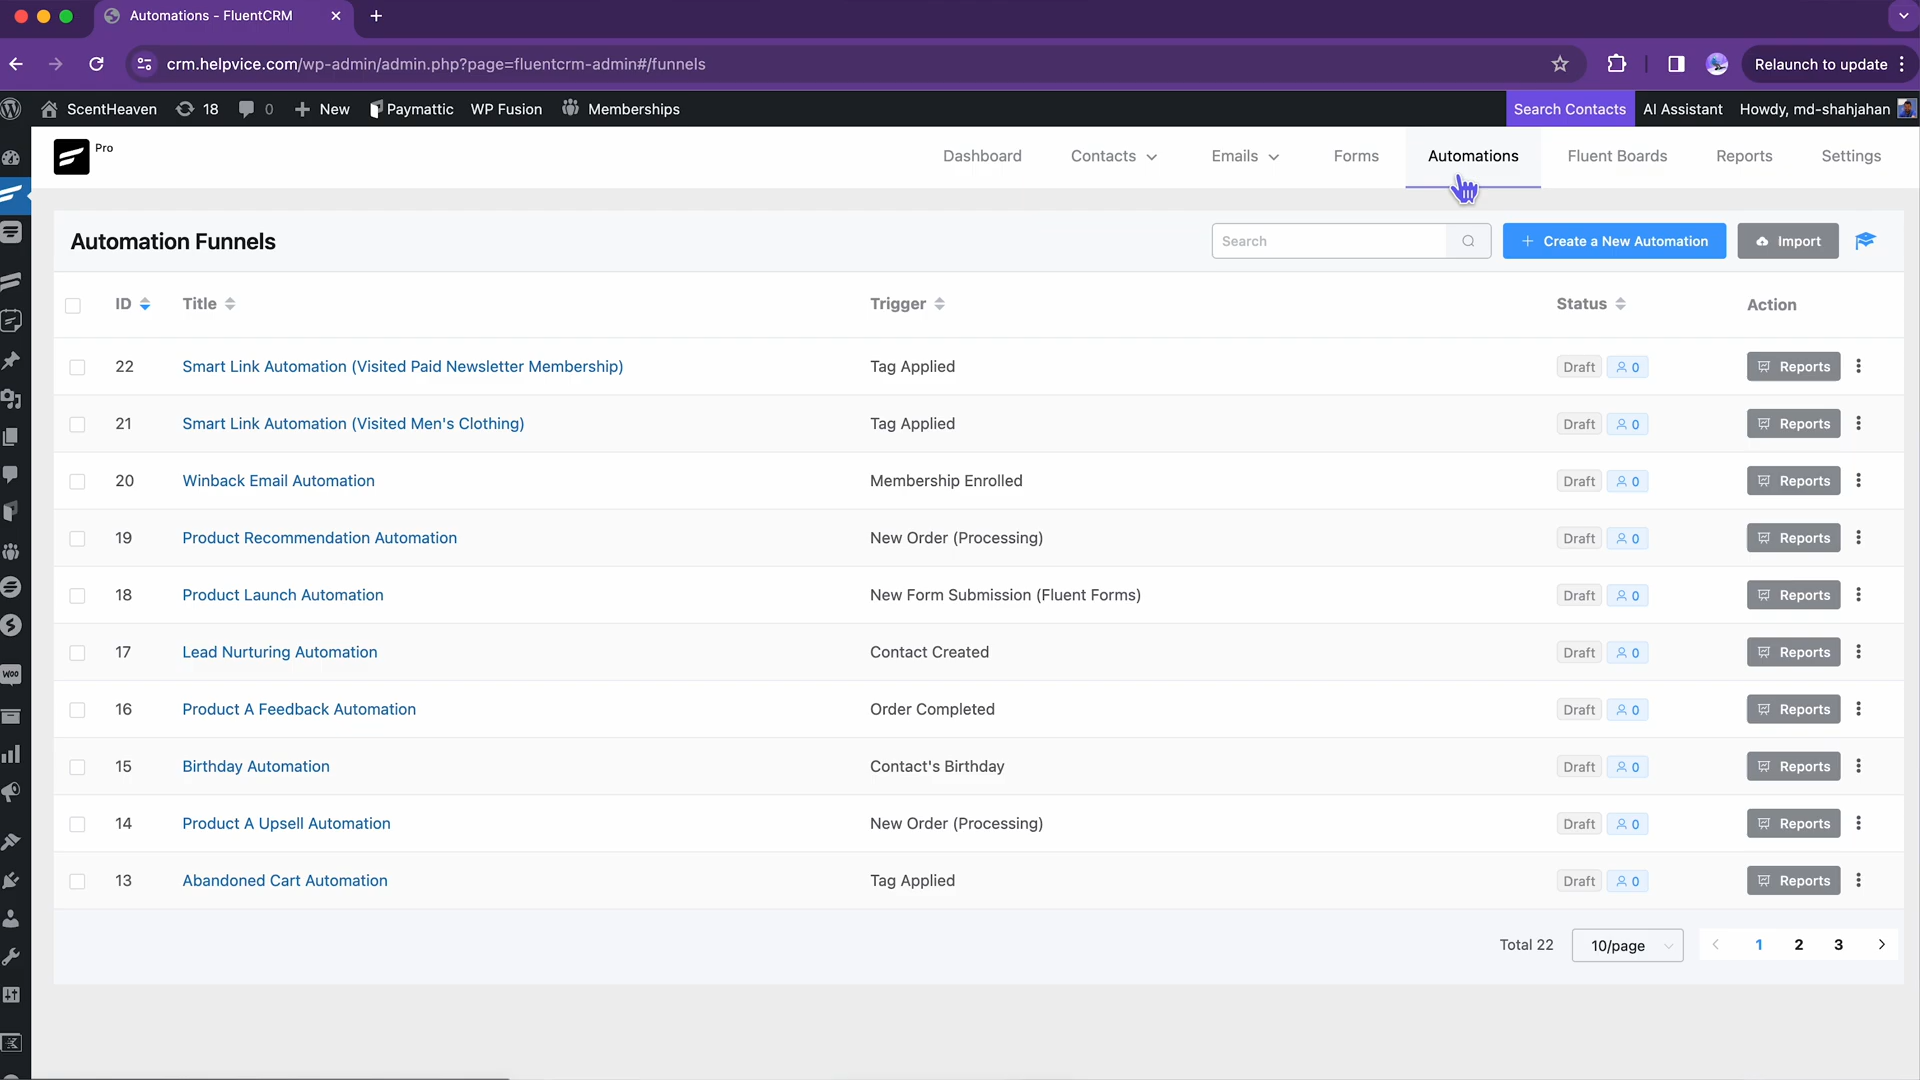 Automations - FluentCRM
crm.helpvice.com/wp-admin/admin.php?page=fluentcrm-admin#/funnels
Relaunch to update
ScentHeaven 18 0 New Paymattic WP Fusion Memberships Search Contacts AI Assistant Howdy, md-shahjahan
Pro Dashboard Contacts Emails Forms Automations Fluent Boards Reports Settings
Automation Funnels Search Create a New Automation Import
ID Title Trigger Status Action
22 Smart Link Automation (Visited Paid Newsletter Membership) Tag Applied Draft 0 Reports
21 Smart Link Automation (Visited Men's Clothing) Tag Applied Draft 0 Reports
20 Winback Email Automation Membership Enrolled Draft 0 Reports
19 Product Recommendation Automation New Order (Processing) Draft 0 Reports
18 Product Launch Automation New Form Submission (Fluent Forms) Draft 0 Reports
17 Lead Nurturing Automation Contact Created Draft 0 Reports
16 Product A Feedback Automation Order Completed Draft 0 Reports
15 Birthday Automation Contact's Birthday Draft 0 Reports
14 Product A Upsell Automation New Order (Processing) Draft 0 Reports
13 Abandoned Cart Automation Tag Applied Draft 0 Reports
Total 22 10/page 1 2 3
WOO